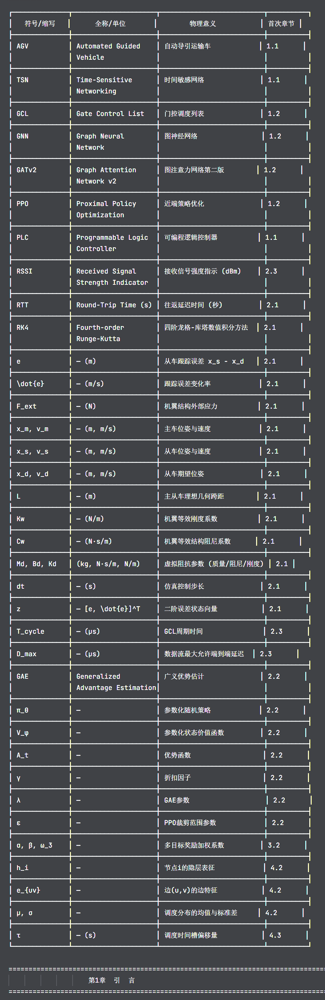 符号/缩写 全称/单位 物理意义 首次章节
AGV Automated Guided 自动导引运输车 1.1
Vehicle
TSN Time-Sensitive 时间敏感网络 1.1
Networking
GCL Gate Control List 门控调度列表 1.2
GNN Graph Neural 图神经网络 1.2
Network
GATv2 Graph Attention 图注意力网络第二版 1.2
Network v2
PPO Proximal Policy 近端策略优化 1.2
Optimization
PLC Programmable Logic 可编程逻辑控制器 1.1
Controller
RSSI Received Signal 接收信号强度指示 (dBm) 2.3
Strength Indicator
RTT Round-Trip Time (s) 往返延迟时间 (秒) 2.1
RK4 Fourth-order 四阶龙格-库塔数值积分方法 2.1
Runge-Kutta
e — (m) 从车跟踪误差 x_s - x_d 2.1
\dot{e} — (m/s) 跟踪误差变化率 2.1
F_ext — (N) 机翼结构外部应力 2.1
x_m, v_m — (m, m/s) 主车位姿与速度 2.1
x_s, v_s — (m, m/s) 从车位姿与速度 2.1
x_d, v_d — (m, m/s) 从车期望位姿 2.1
L — (m) 主从车理想几何跨距 2.1
Kw — (N/m) 机翼等效刚度系数 2.1
Cw — (N·s/m) 机翼等效结构阻尼系数 2.1
Md, Bd, Kd (kg, N·s/m, N/m) 虚拟阻抗参数 (质量/阻尼/刚度) 2.1
dt — (s) 仿真控制步长 2.1
z — [e, \dot{e}]^T 二阶误差状态向量 2.1
T_cycle — (μs) GCL周期时间 2.3
D_max — (μs) 数据流最大允许端到端延迟 2.3
GAE Generalized 广义优势估计 2.2
Advantage Estimation
π_θ — 参数化随机策略 2.2
V_φ — 参数化状态价值函数 2.2
A_t — 优势函数 2.2
γ — 折扣因子 2.2
λ — GAE参数 2.2
ε — PPO裁剪范围参数 2.2
α, β, ω_3 — 多目标奖励加权系数 3.2
h_i — 节点i的隐层表征 4.2
e_{uv} — 边(u,v)的边特征 4.2
μ, σ — 调度分布的均值与标准差 4.2
τ — (s) 调度时间槽偏移量 4.3
================================================================================
第1章 引 言
================================================================================